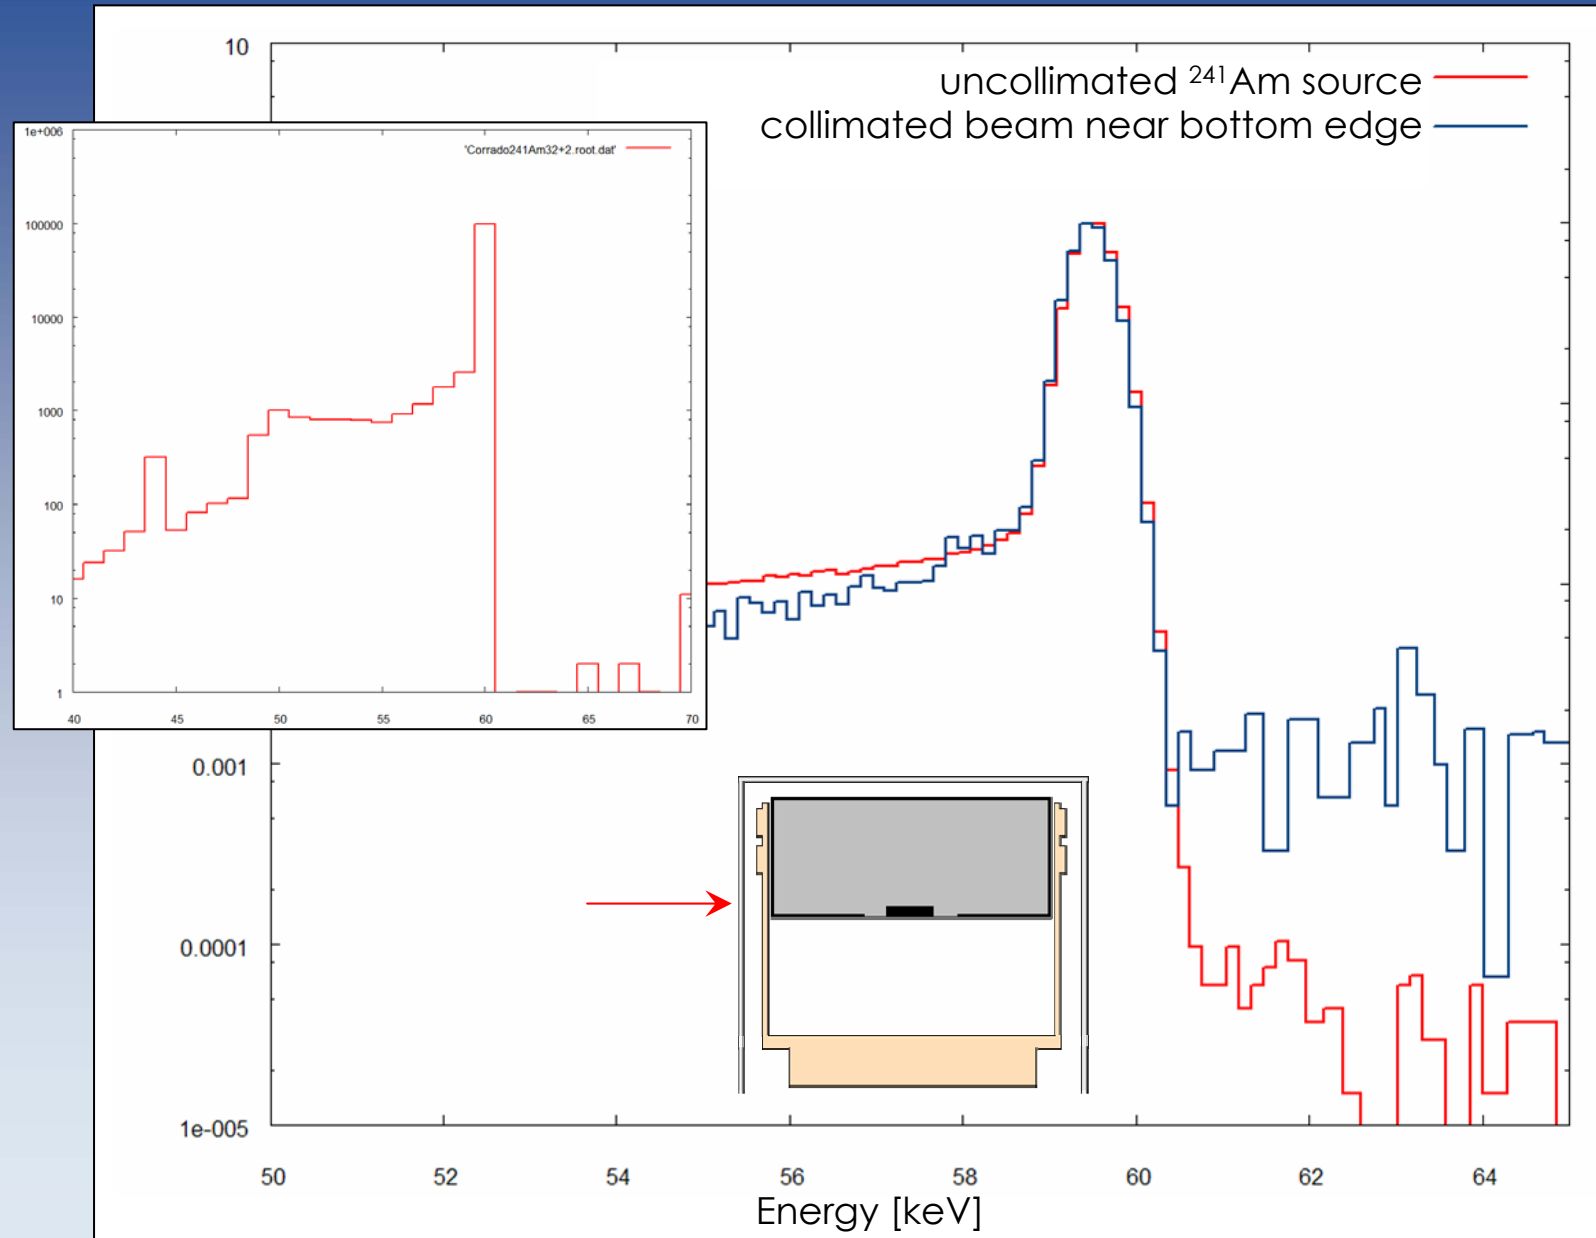 10
uncollimated ²⁴¹Am source
collimated beam near bottom edge
1e+006
'Corrado241Am32+2.root.dat'
100000
10000
1000
100
10
1
40 45 50 55 60 65 70
0.001
0.0001
1e-005
50 52 54 56 58 60 62 64
Energy [keV]